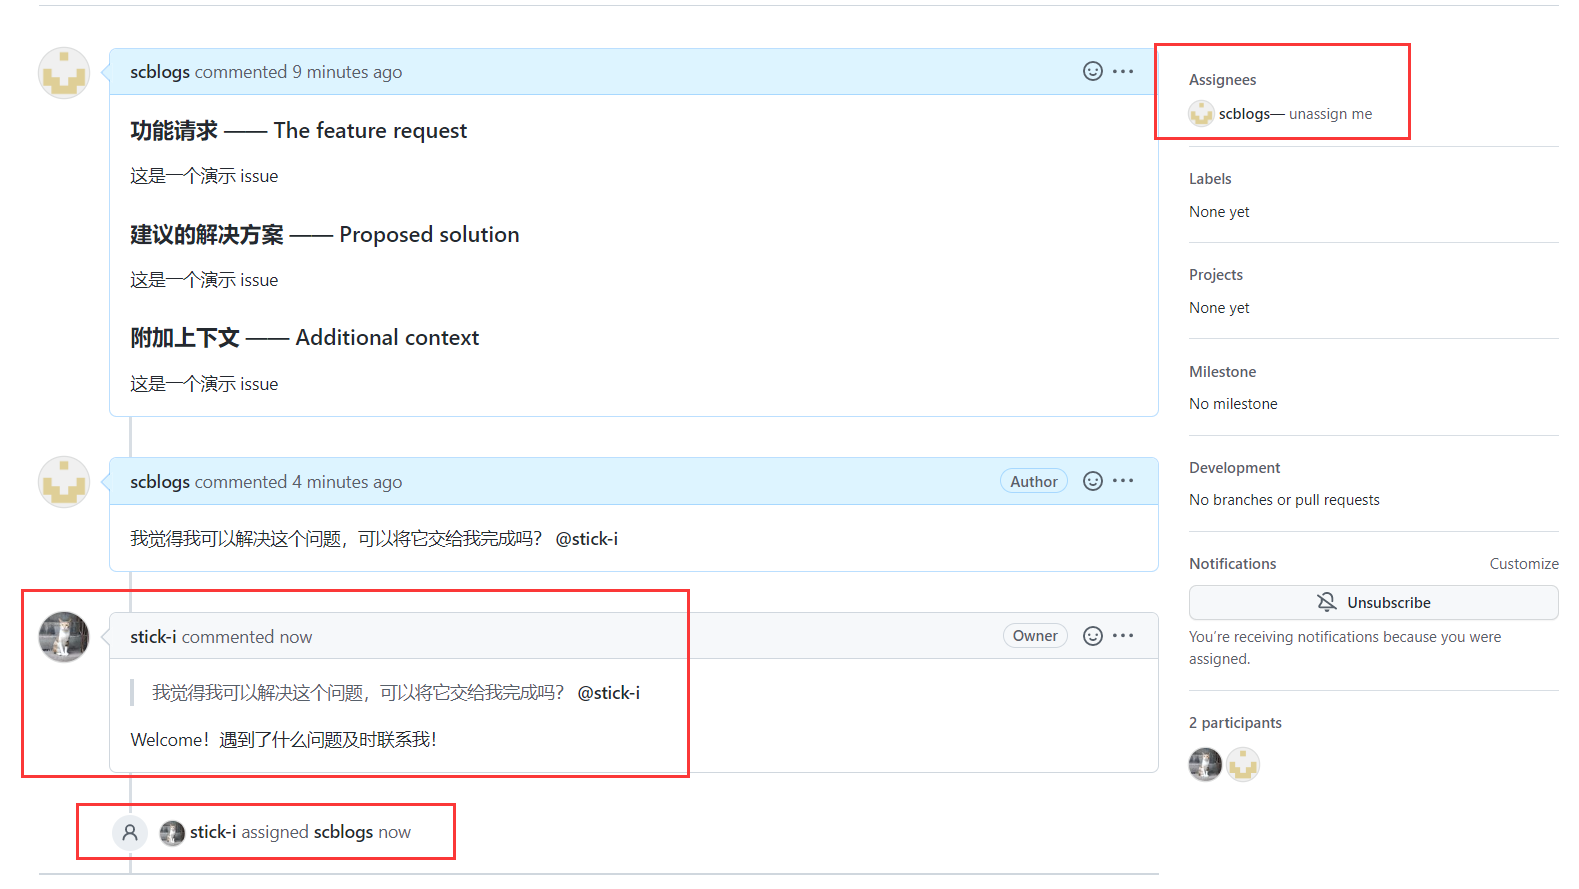 scblogs commented 9 minutes ago
功能请求 —— The feature request
这是一个演示 issue
建议的解决方案 —— Proposed solution
这是一个演示 issue
附加上下文 —— Additional context
这是一个演示 issue
scblogs commented 4 minutes ago
Author
我觉得我可以解决这个问题，可以将它交给我完成吗？ @stick-i
stick-i commented now
Owner
我觉得我可以解决这个问题，可以将它交给我完成吗？ @stick-i
Welcome！遇到了什么问题及时联系我！
stick-i assigned scblogs now
Assignees
scblogs— unassign me
Labels
None yet
Projects
None yet
Milestone
No milestone
Development
No branches or pull requests
Notifications
Customize
Unsubscribe
You’re receiving notifications because you were
assigned.
2 participants